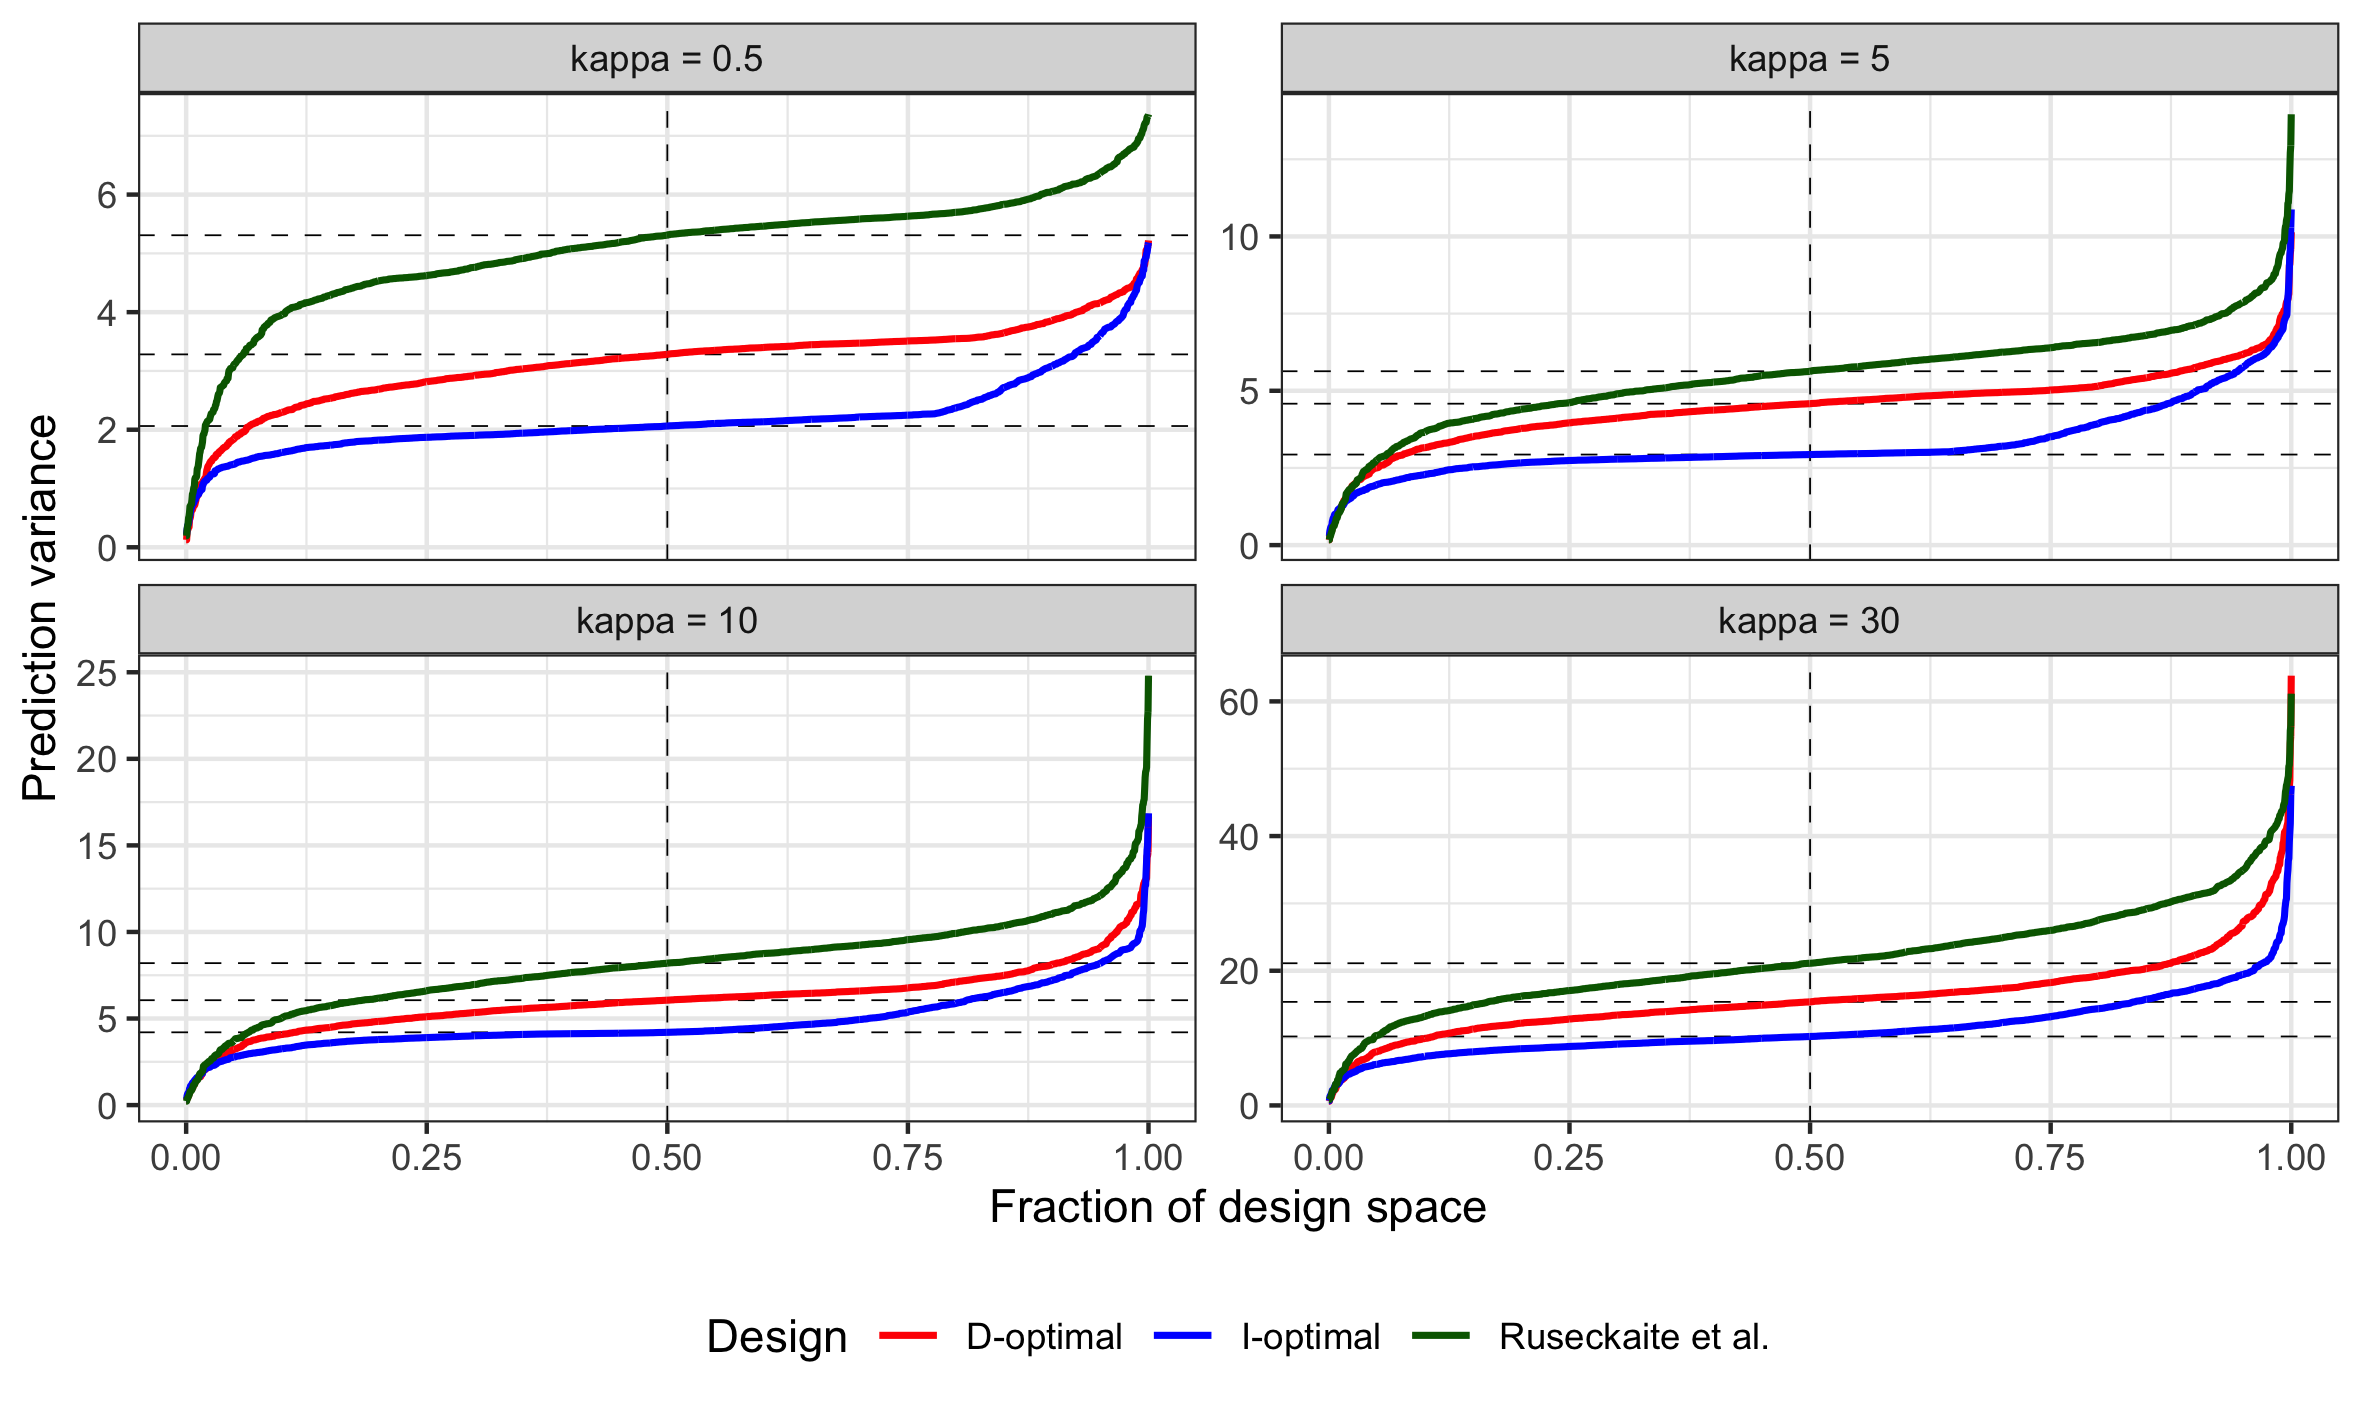 kappa = 0.5
kappa = 5
6
4
2
0
10
5
0
kappa = 10
kappa = 30
25
20
15
10
5
0
60
40
20
0
0.00 0.25 0.50 0.75 1.00
0.00 0.25 0.50 0.75 1.00
Prediction variance
Fraction of design space
Design D-optimal I-optimal Ruseckaite et al.